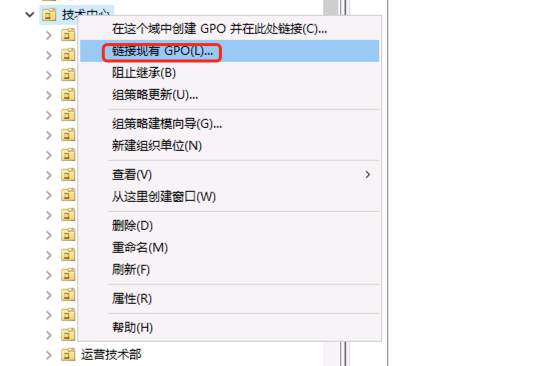 技术中心
在这个域中创建 GPO 并在此处链接(C)...
链接现有 GPO(L)...
阻止继承(B)
组策略更新(U)...
组策略建模向导(G)...
新建组织单位(N)
查看(V)
从这里创建窗口(W)
删除(D)
重命名(M)
刷新(F)
属性(R)
帮助(H)
运营技术部